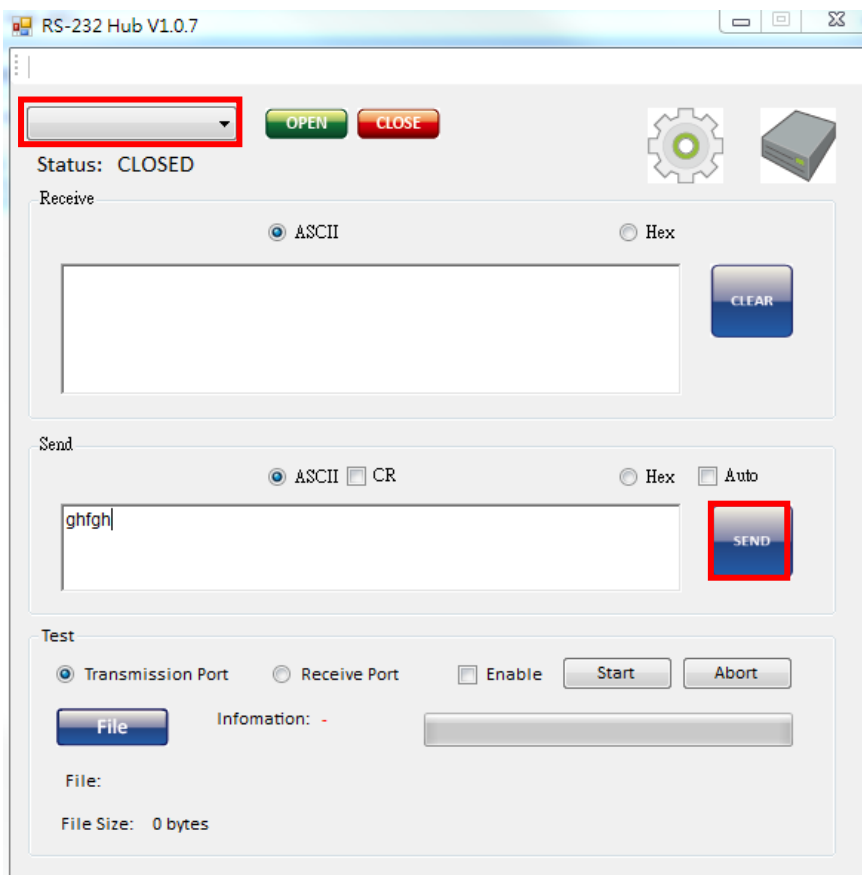 RS-232 Hub V1.0.7
OPEN CLOSE
Status: CLOSED
Receive
ASCII Hex
CLEAR
Send
ASCII CR Hex Auto
ghfgh
SEND
Test
Transmission Port Receive Port Enable Start Abort
File Infomation: -
File:
File Size: 0 bytes